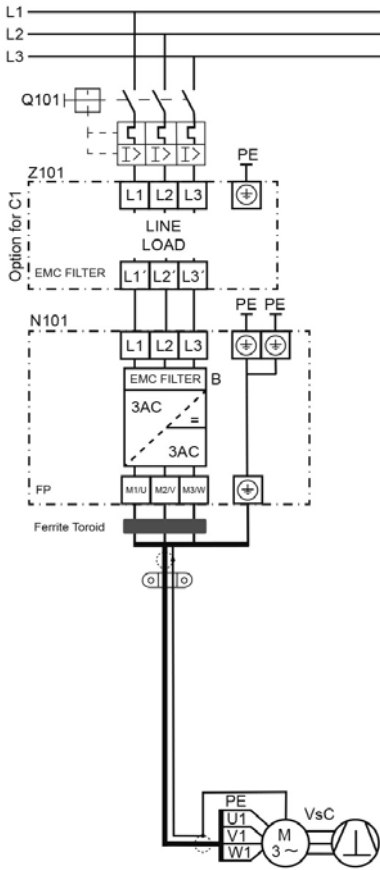 L1
L2
L3
Q101
I> I> I>
Z101
PE
Option for C1
L1 L2 L3
LINE
LOAD
EMC FILTER
L1´ L2´ L3´
N101
PE PE
L1 L2 L3
EMC FILTER B
3AC
=
3AC
FP
M1/U M2/V M3/W
Ferrite Toroid
PE
U1
V1
W1
M
3~
VsC